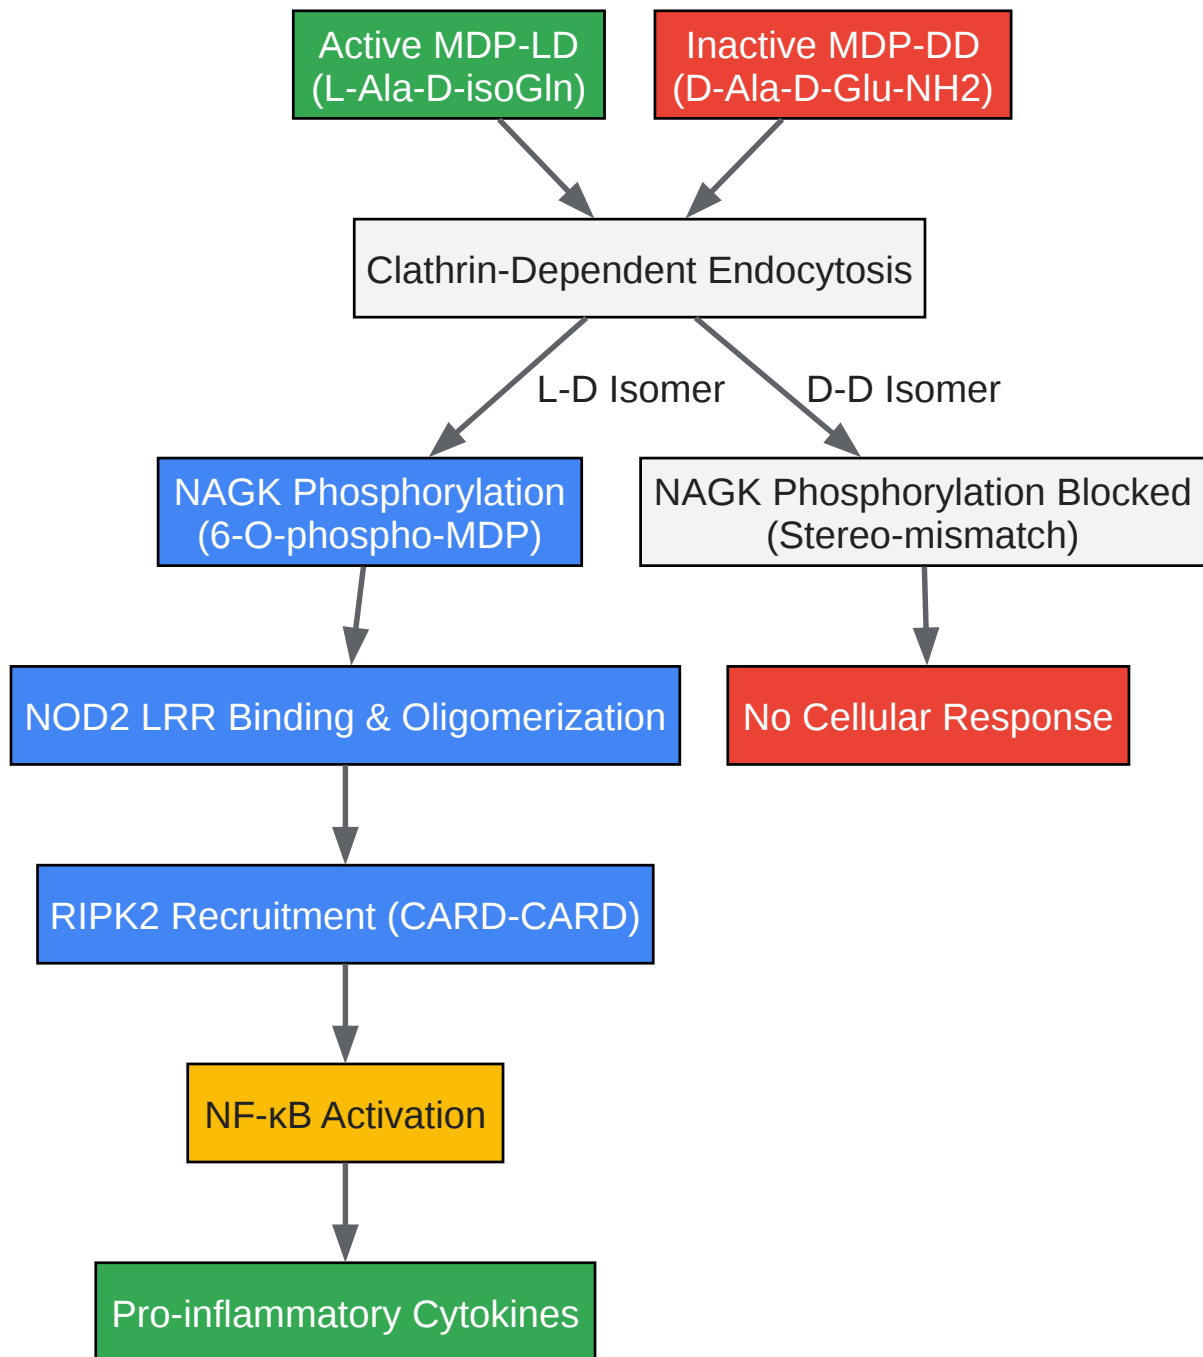 Active MDP-LD
(L-Ala-D-isoGln)
Inactive MDP-DD
(D-Ala-D-Glu-NH2)
Clathrin-Dependent Endocytosis
L-D Isomer
D-D Isomer
NAGK Phosphorylation
(6-O-phospho-MDP)
NAGK Phosphorylation Blocked
(Stereo-mismatch)
NOD2 LRR Binding & Oligomerization
No Cellular Response
RIPK2 Recruitment (CARD-CARD)
NF-κB Activation
Pro-inflammatory Cytokines